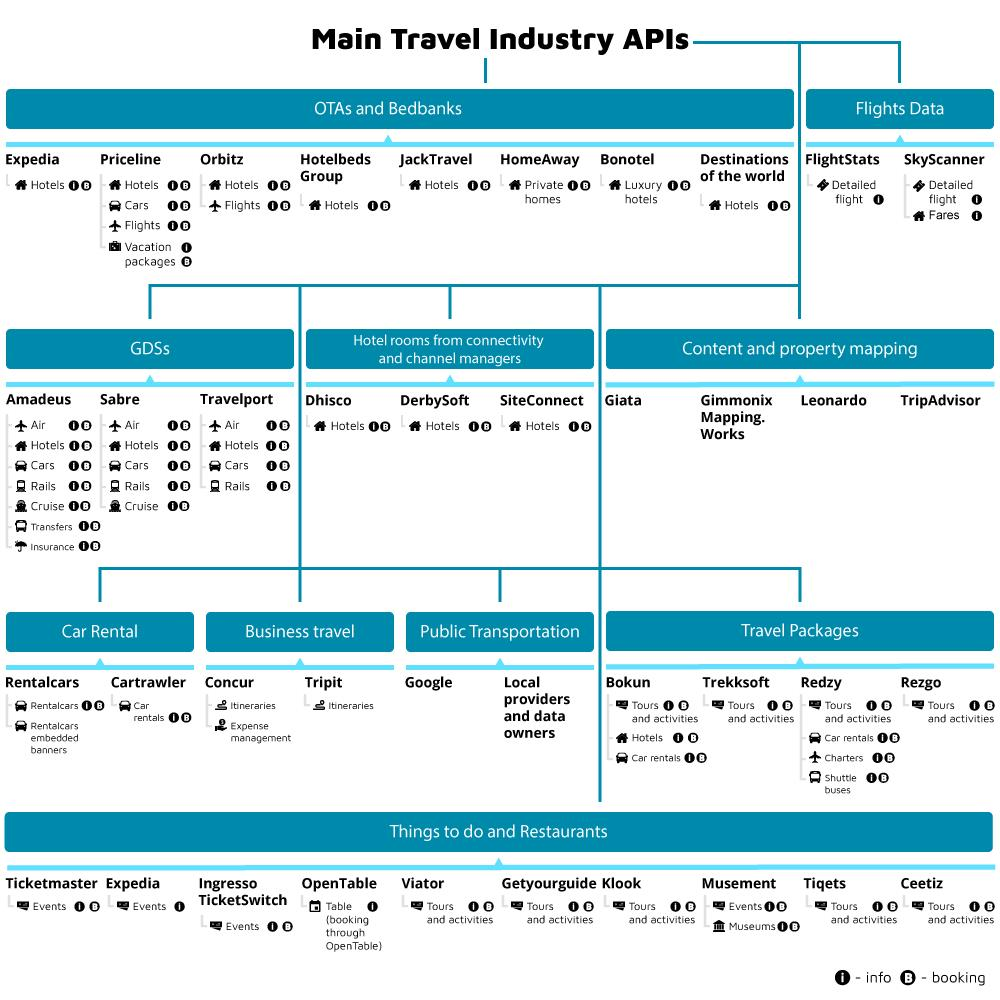 Main Travel Industry APIs
OTAs and Bedbanks
Expedia
Hotels i B
Priceline
Hotels i B
Cars i B
Flights i B
Vacation i
packages B
Orbitz
Hotels i B
Flights i B
Hotelbeds
Group
Hotels i B
JackTravel
Hotels i B
HomeAway
Private i B
homes
Bonotel
Luxury i B
hotels
Destinations
of the world
Hotels i B
Flights Data
FlightStats
Detailed
flight i
SkyScanner
Detailed
flight i
Fares i
GDSs
Amadeus
Air i B
Hotels i B
Cars i B
Rails i B
Cruise i B
Transfers i B
Insurance i B
Sabre
Air i B
Hotels i B
Cars i B
Rails i B
Cruise i B
Travelport
Air i B
Hotels i B
Cars i B
Rails i B
Hotel rooms from connectivity
and channel managers
Dhisco
Hotels i B
DerbySoft
Hotels i B
SiteConnect
Hotels i B
Content and property mapping
Giata
Gimmonix
Mapping.
Works
Leonardo
TripAdvisor
Car Rental
Rentalcars
Rentalcars i B
Rentalcars
embedded
banners
Cartrawler
Car
rentals i B
Business travel
Concur
Itineraries
Expense
management
Tripit
Itineraries
Public Transportation
Google
Local
providers
and data
owners
Travel Packages
Bokun
Tours i B
and activities
Hotels i B
Car rentals i B
Trekksoft
Tours i B
and activities
Redzy
Tours i B
and activities
Car rentals i B
Charters i B
Shuttle i B
buses
Rezgo
Tours i B
and activities
Things to do and Restaurants
Ticketmaster
Events i B
Expedia
Events i
Ingresso
TicketSwitch
Events i B
OpenTable
Table i
(booking
through
OpenTable)
Viator
Tours i B
and activities
Getyourguide
Tours i B
and activities
Klook
Tours i B
and activities
Musement
Events i B
Museums i B
Tiqets
Tours i B
and activities
Ceetiz
Tours i B
and activities
i - info B - booking